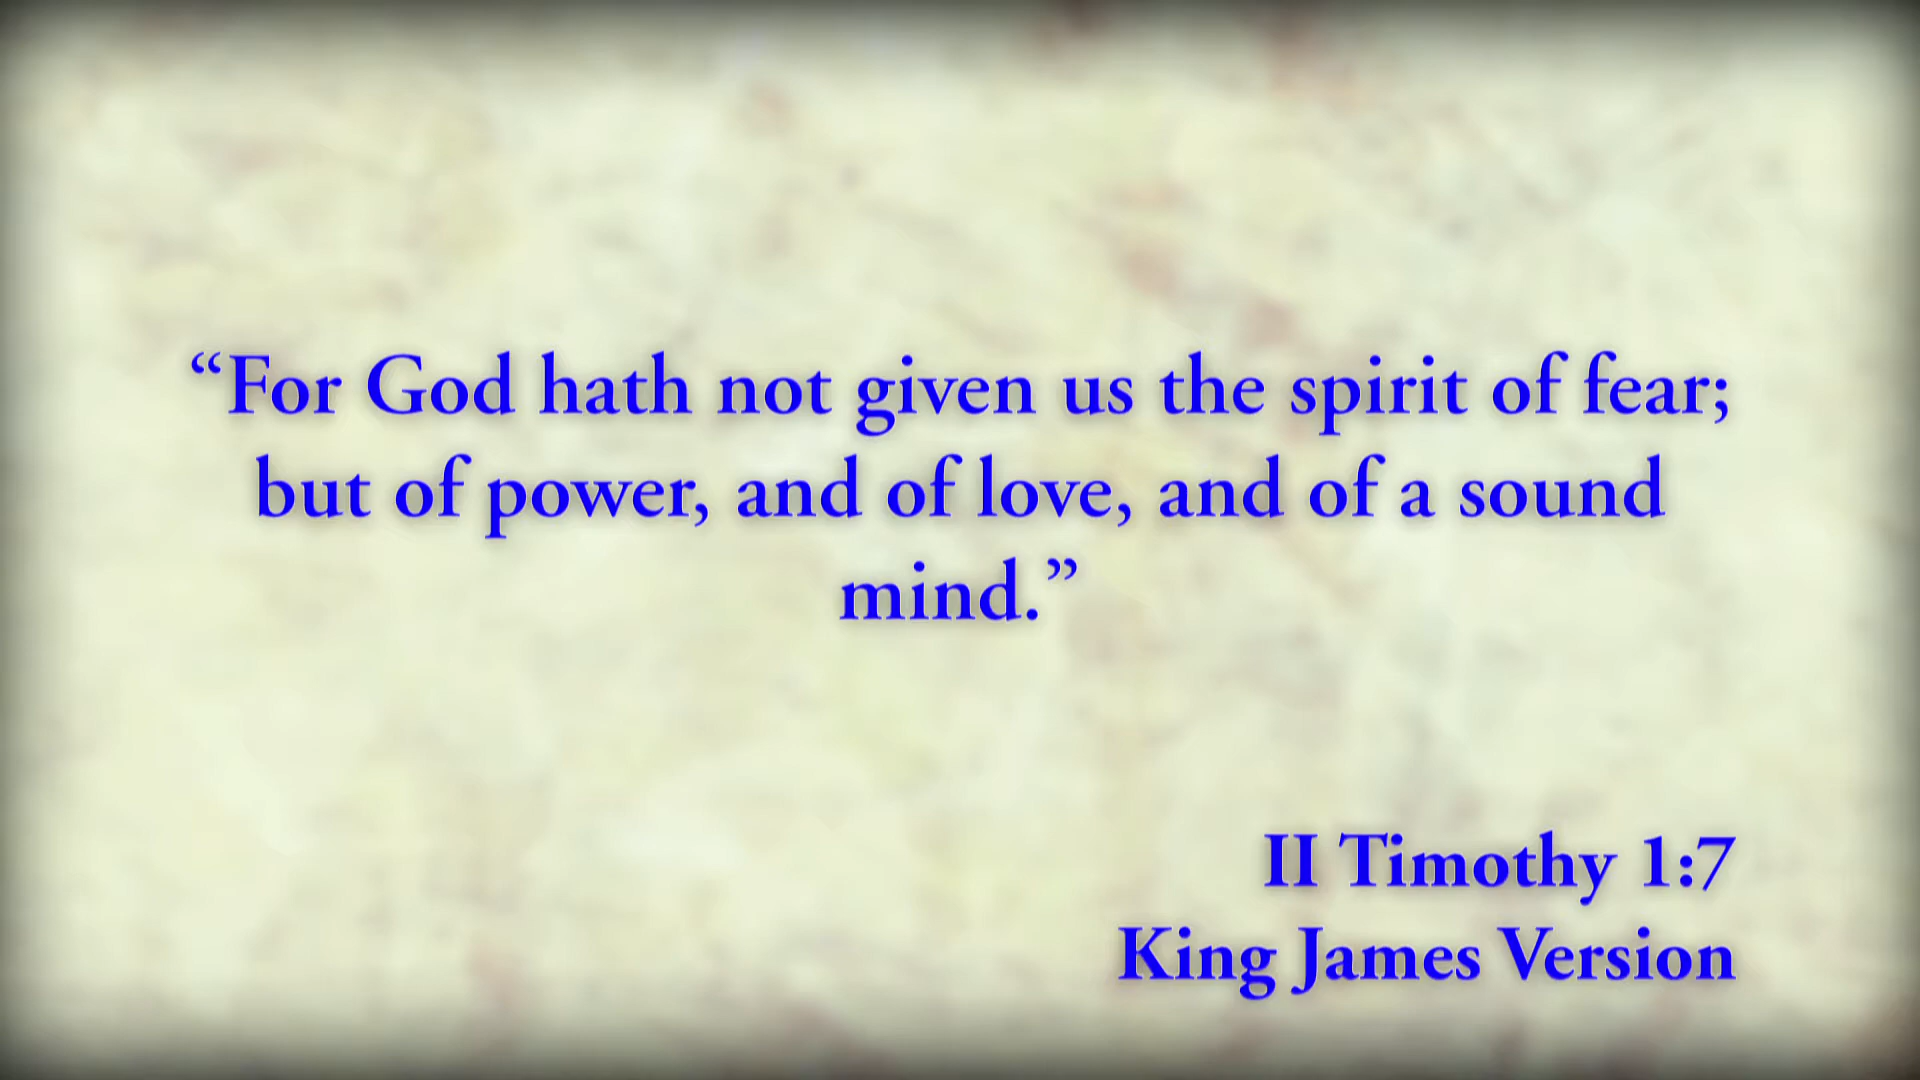 “For God hath not given us the spirit of fear;
but of power, and of love, and of a sound
mind.”
II Timothy 1:7
King James Version